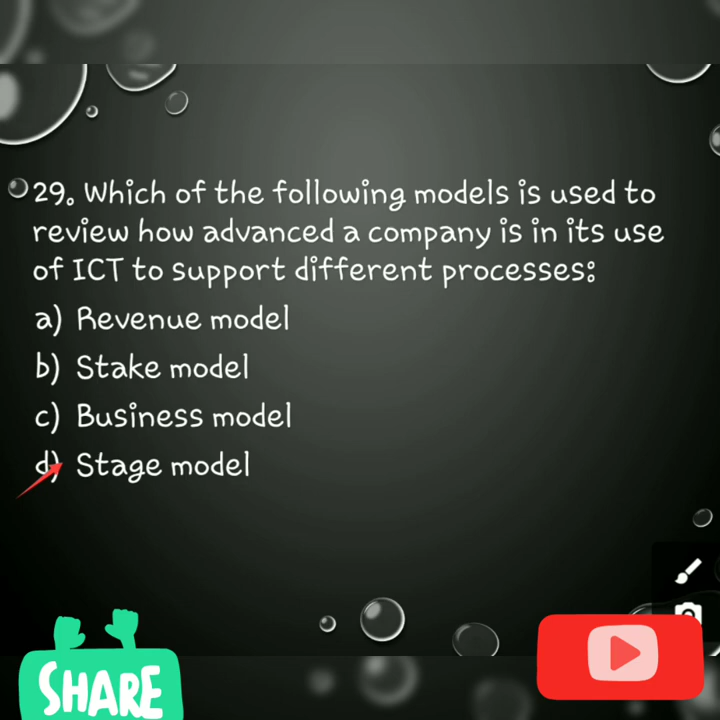 29. Which of the following models is used to
review how advanced a company is in its use
of ICT to support different processes:
a) Revenue model
b) Stake model
c) Business model
d) Stage model
SHARE